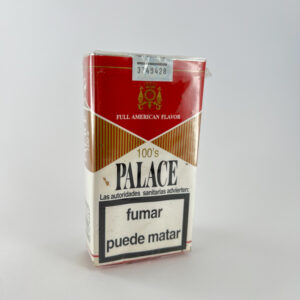 3749428
FULL AMERICAN FLAVOR
100's
PALACE
Las autoridades sanitarias advierten:
fumar
puede matar